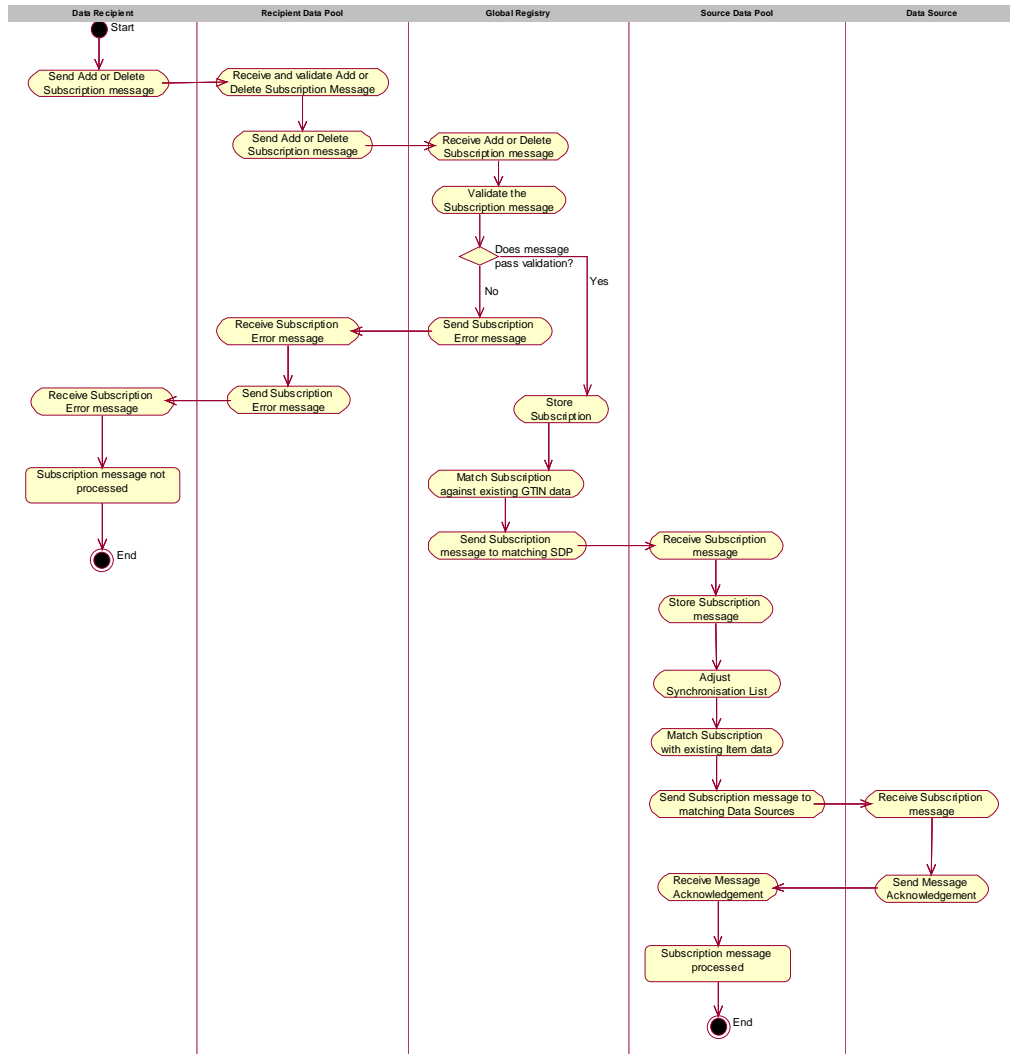 Data Recipient
Recipient Data Pool
Global Registry
Source Data Pool
Data Source
Start
Send Add or Delete
Subscription message
Receive and validate Add or
Delete Subscription Message
Send Add or Delete
Subscription message
Receive Add or Delete
Subscription message
Validate the
Subscription message
Does message
pass validation?
Yes
No
Send Subscription
Error message
Receive Subscription
Error message
Send Subscription
Error message
Receive Subscription
Error message
Subscription message not
processed
End
Store
Subscription
Match Subscription
against existing GTIN data
Send Subscription
message to matching SDP
Receive Subscription
message
Store Subscription
message
Adjust
Synchronisation List
Match Subscription
with existing Item data
Send Subscription message to
matching Data Sources
Receive Subscription
message
Send Message
Acknowledgement
Receive Message
Acknowledgement
Subscription message
processed
End